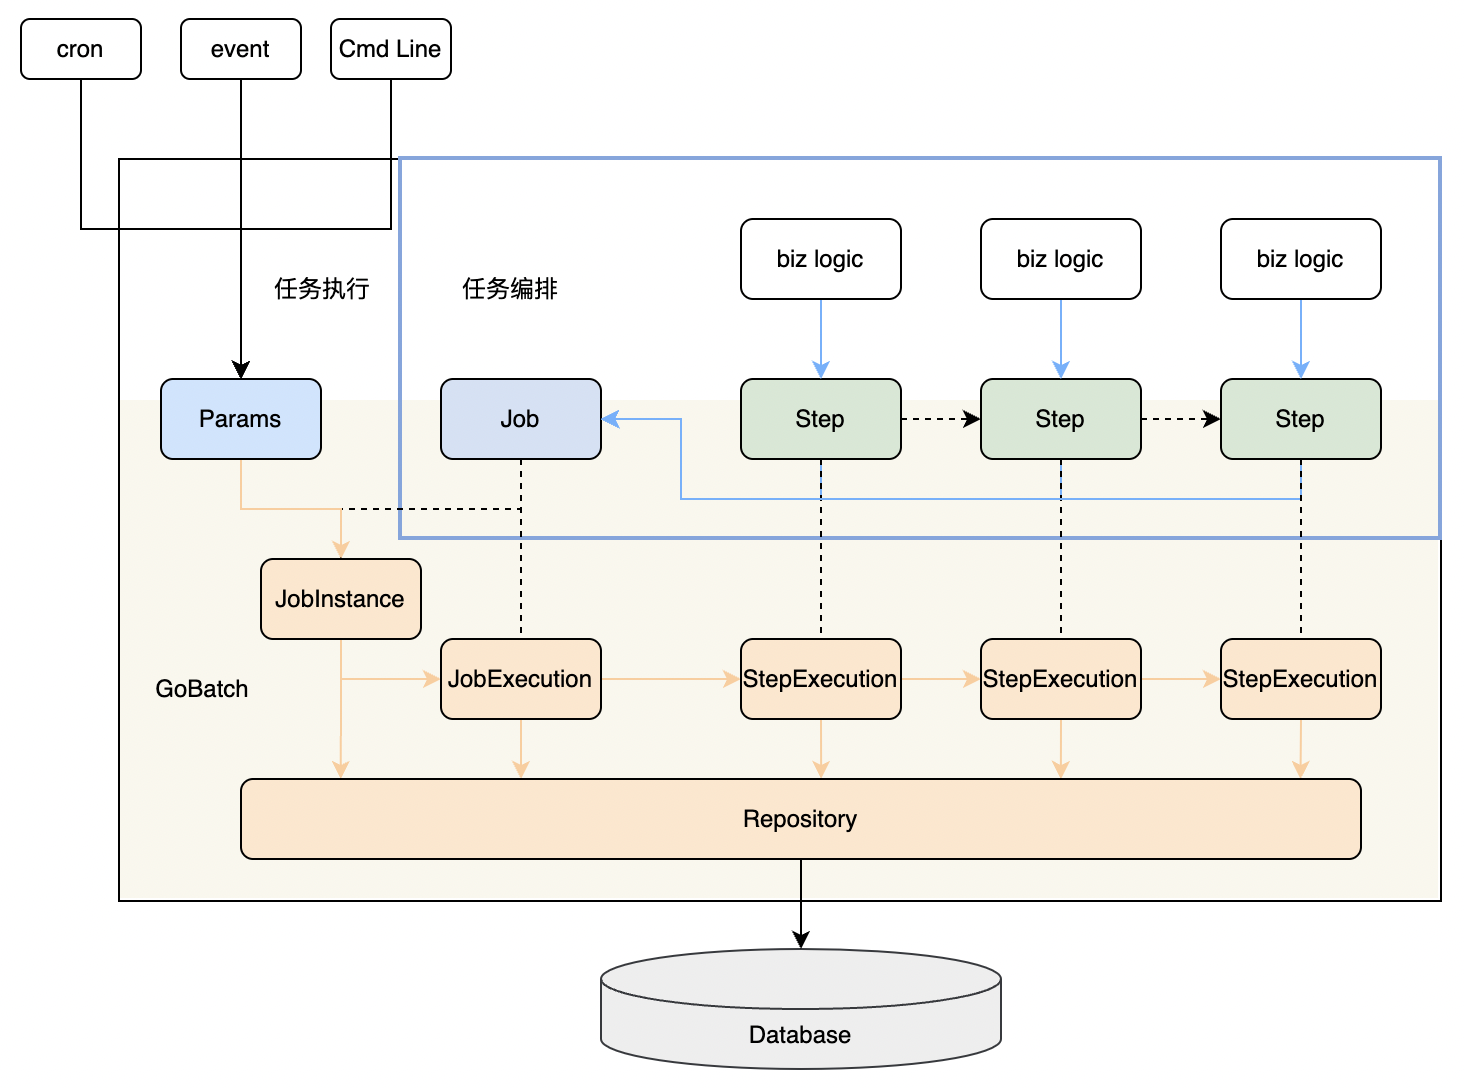 cron
event
Cmd Line
biz logic
biz logic
biz logic
任务执行
任务编排
Params
Job
Step
Step
Step
JobInstance
GoBatch
JobExecution
StepExecution
StepExecution
StepExecution
Repository
Database